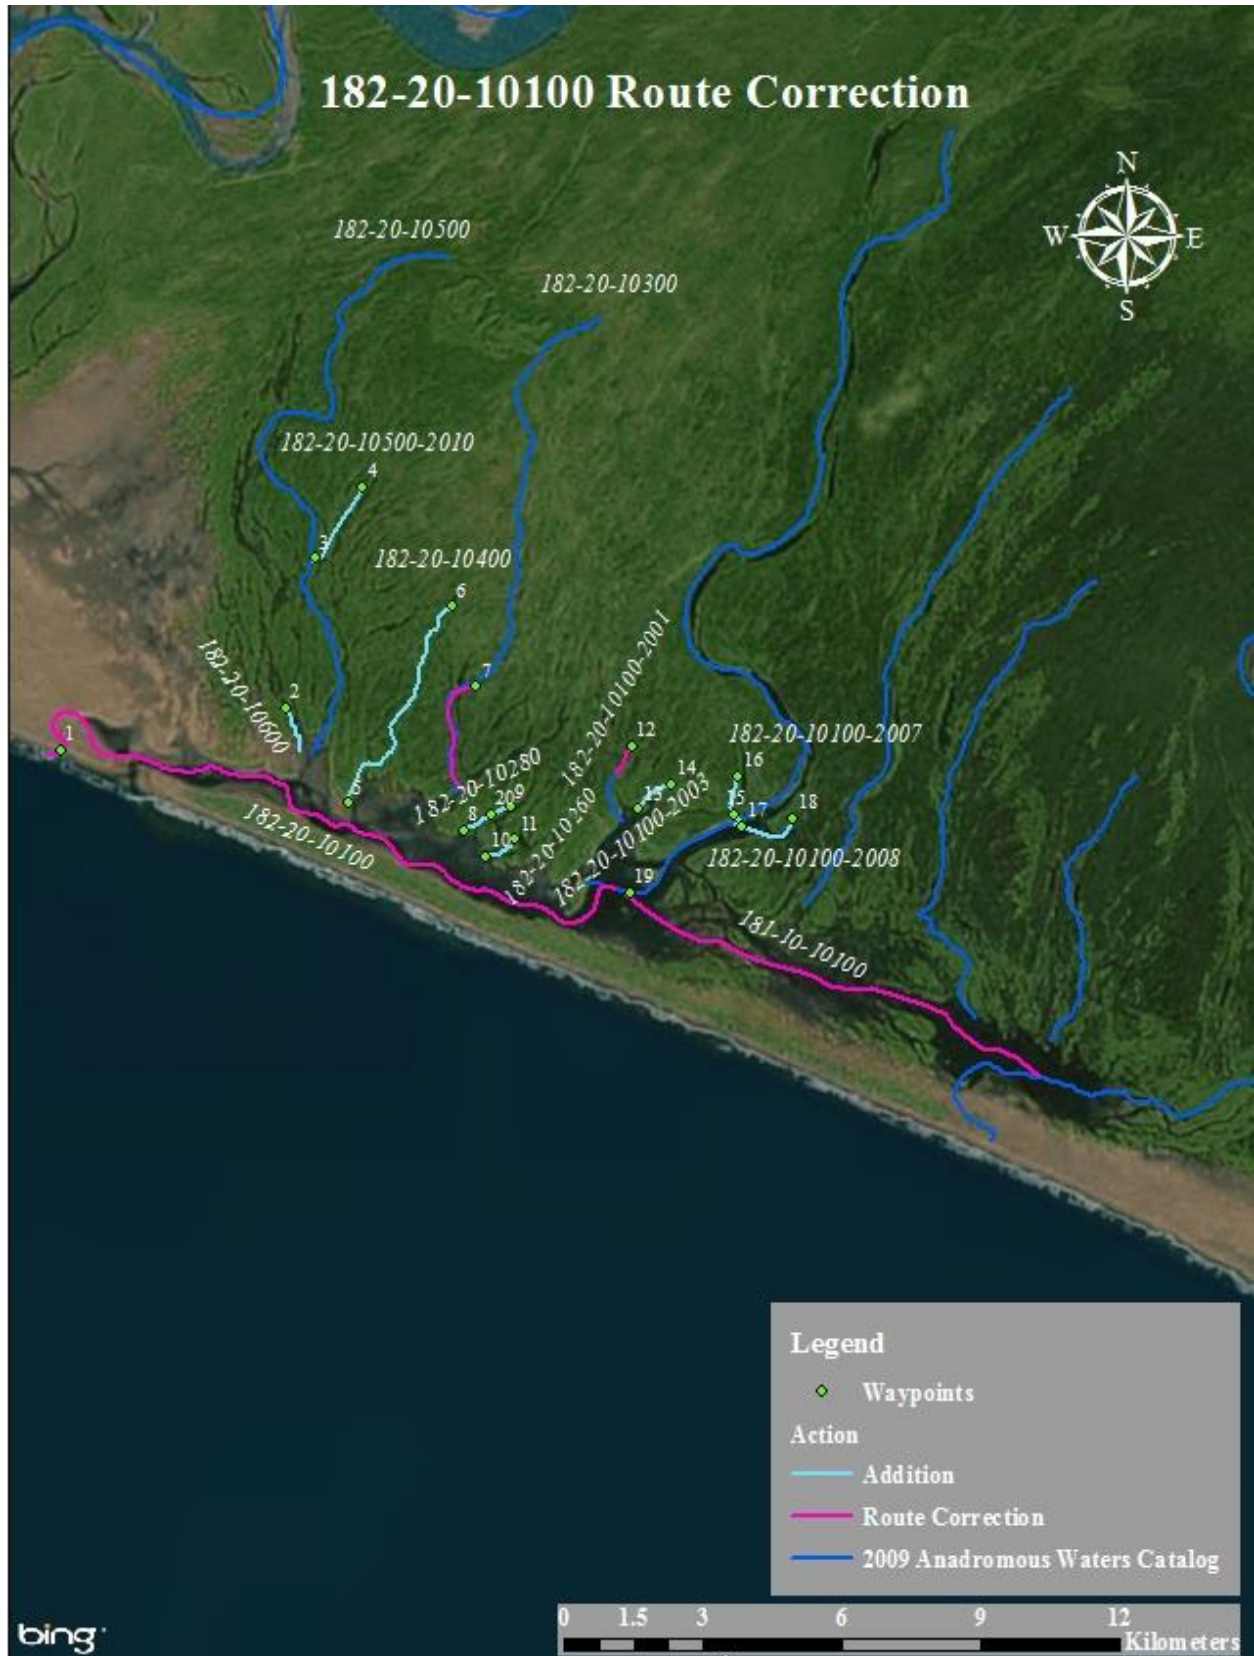 182-20-10100 Route Correction
N
W E
S
182-20-10500
182-20-10300
182-20-10500-2010
4
3
182-20-10400
6
182-20-10600
2
7
182-20-10100-2001
1
12
182-20-10100-2007
16
14
13
5
182-20-10280
209
8
15
17
18
11
10
182-20-10260
182-20-10100-2003
182-20-10100-2008
182-20-10100
19
181-10-10100
Legend
Waypoints
Action
Addition
Route Correction
2009 Anadromous Waters Catalog
0 1.5 3 6 9 12
Kilometers
bing